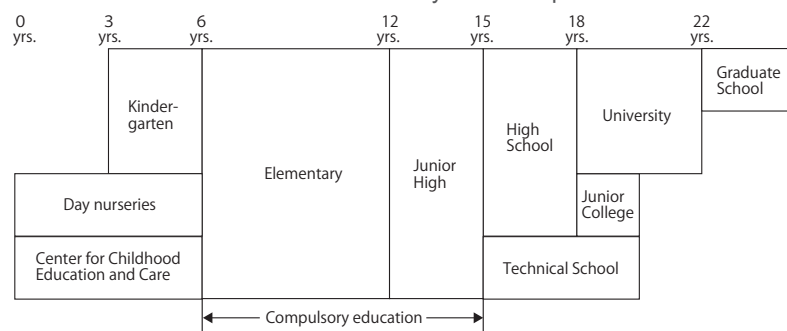 0
yrs.
3
yrs.
6
yrs.
12
yrs.
15
yrs.
18
yrs.
22
yrs.
Kinder-
garten
Day nurseries
Center for Childhood
Education and Care
Elementary
Junior
High
High
School
Technical School
University
Junior
College
Graduate
School
Compulsory education